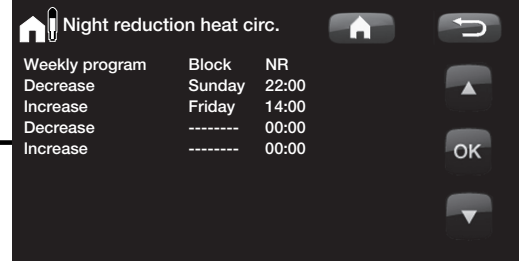 Night reduction heat circ.
Weekly program Block NR
Decrease Sunday 22:00
Increase Friday 14:00
Decrease -------- 00:00
Increase -------- 00:00
OK